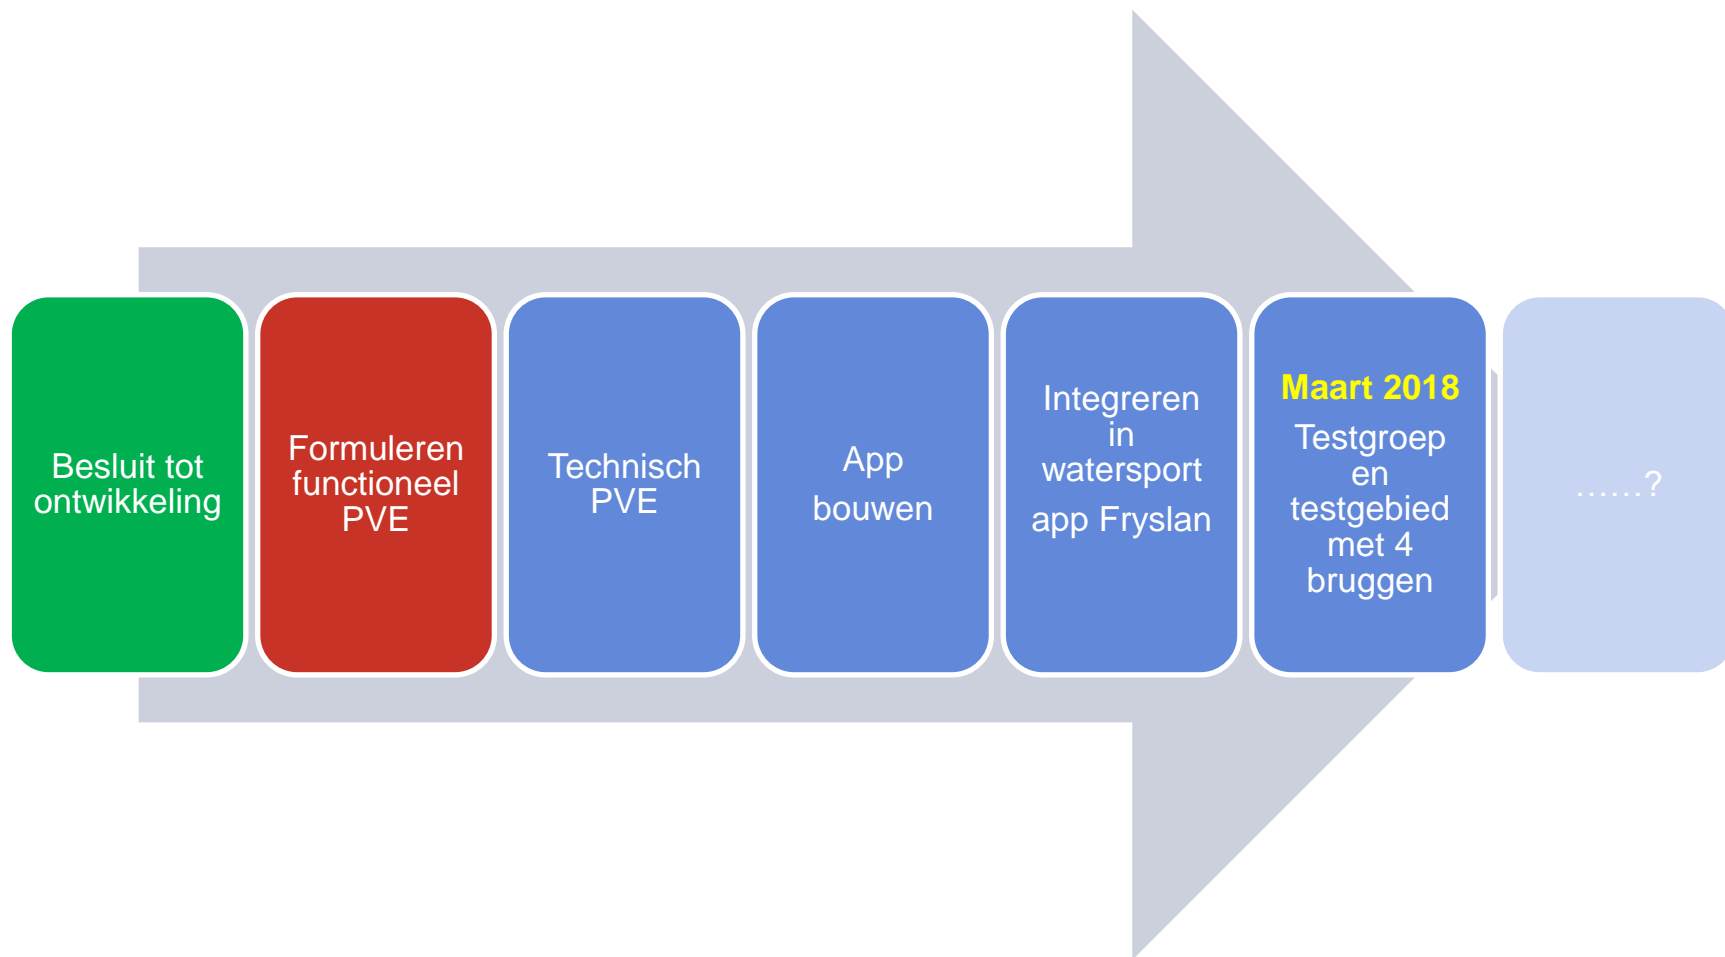 Besluit tot
ontwikkeling
Formuleren
functioneel
PVE
Technisch
PVE
App
bouwen
Integreren
in
watersport
app Fryslan
Maart 2018
Testgroep
en
testgebied
met 4
bruggen
……?